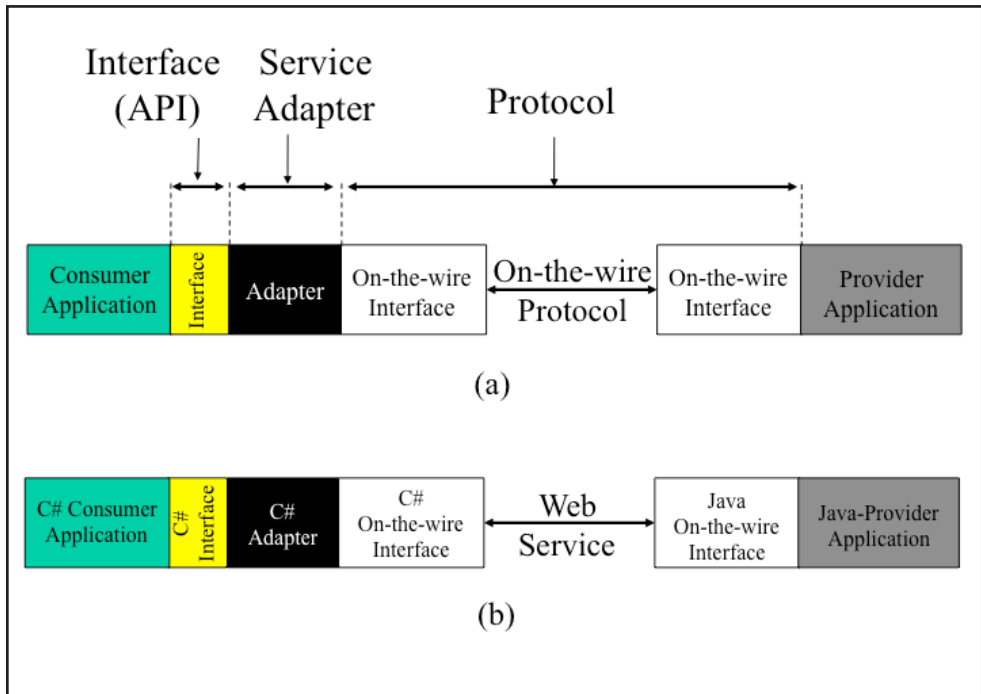 Interface
(API)
Service
Adapter
Protocol
Consumer
Application
Interface
Adapter
On-the-wire
Interface
On-the-wire
Protocol
On-the-wire
Interface
Provider
Application
(a)
C# Consumer
Application
C#
Interface
C#
Adapter
C#
On-the-wire
Interface
Web
Service
Java
On-the-wire
Interface
Java-Provider
Application
(b)